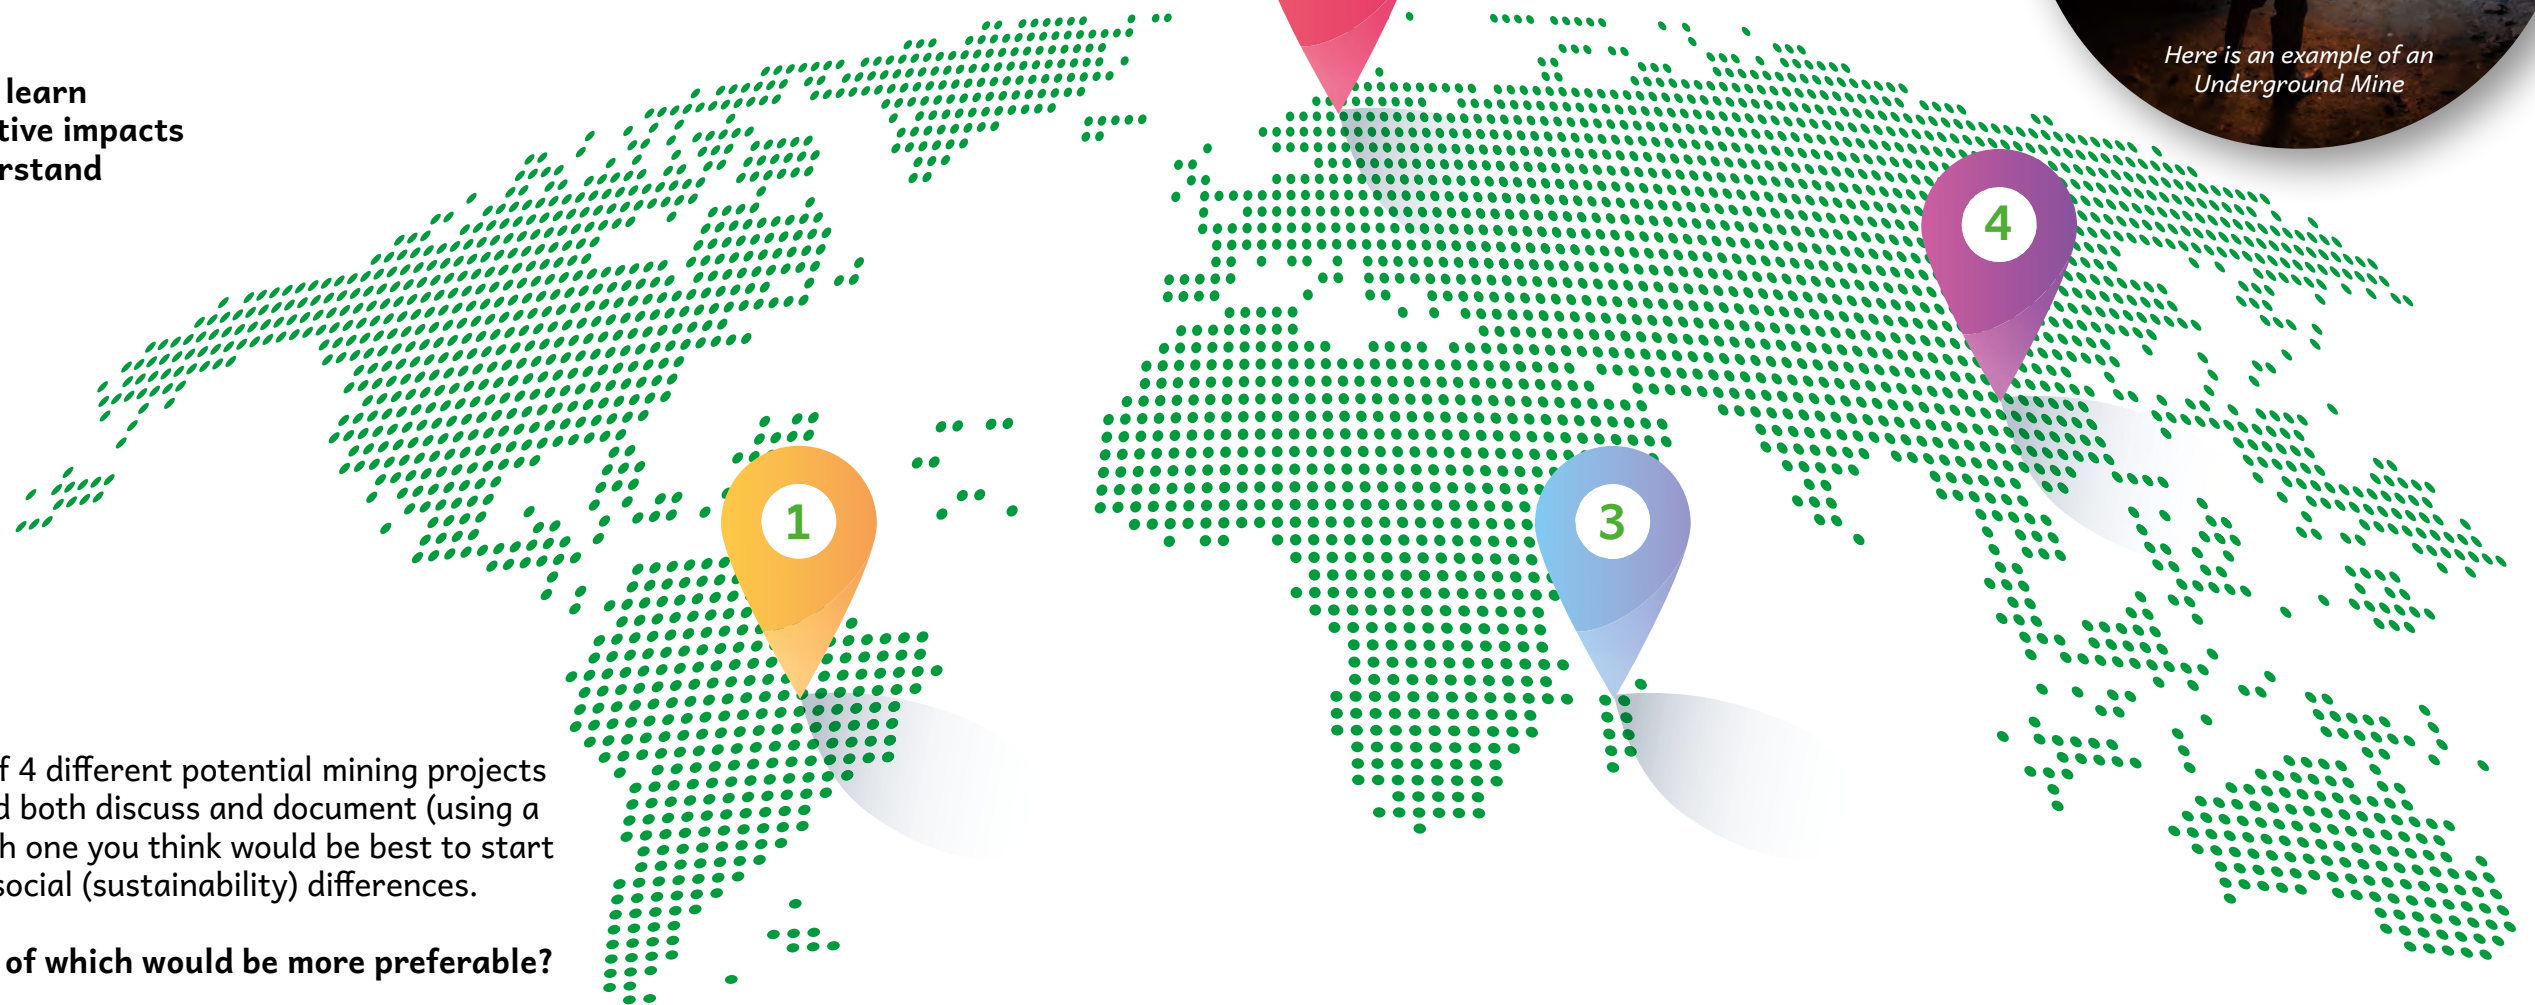 learn
tive impacts
rstand
Here is an example of an
Underground Mine
4
1
3
f 4 different potential mining projects
d both discuss and document (using a
h one you think would be best to start
social (sustainability) differences.
of which would be more preferable?